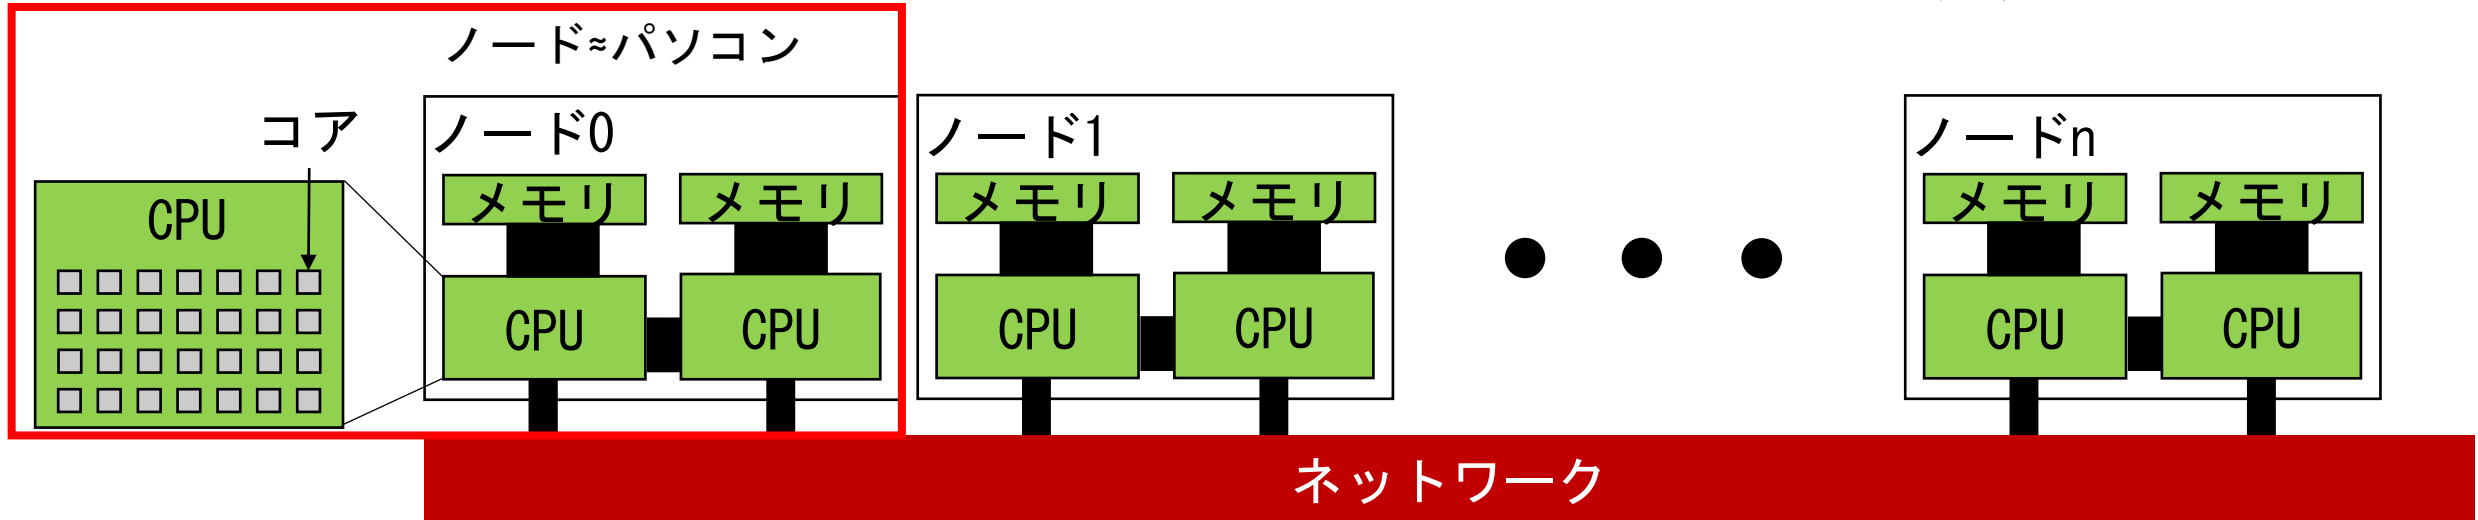 ノード≈パソコン
コア
CPU
ノード0
メモリ メモリ
CPU CPU
ノード1
メモリ メモリ
CPU CPU
ノードn
メモリ メモリ
CPU CPU
ネットワーク